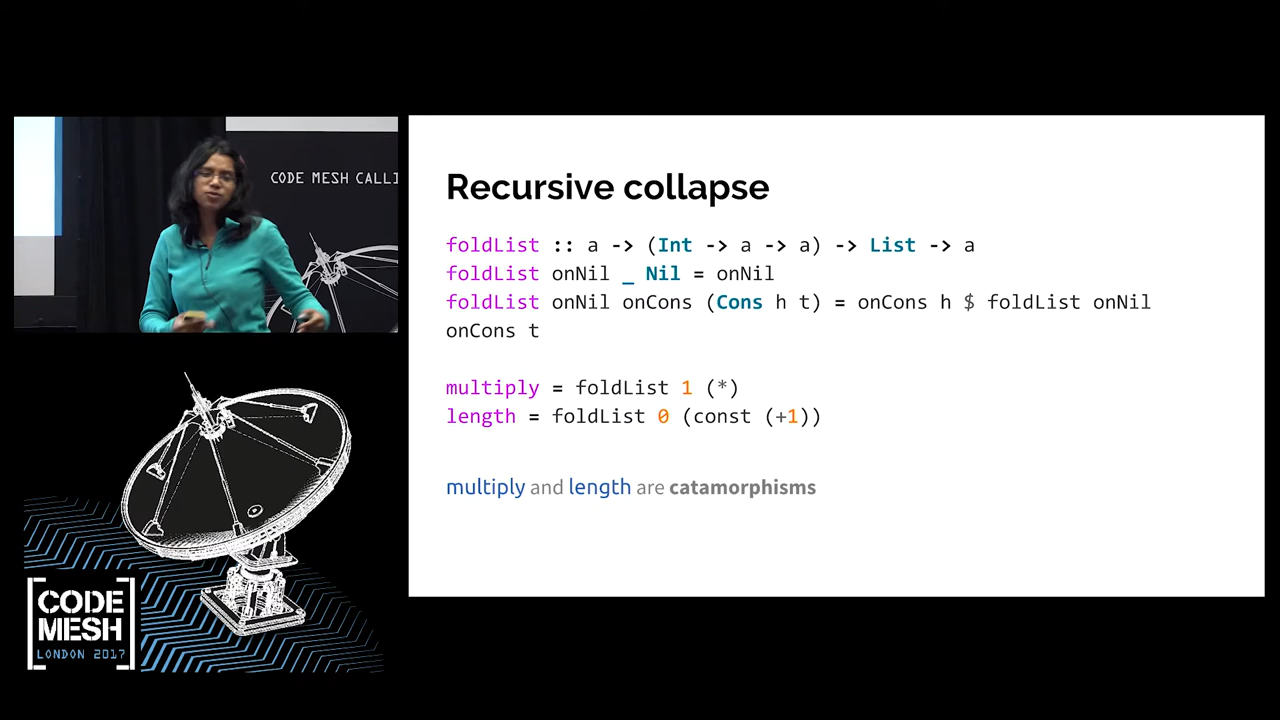 CODE MESH CALLI
Recursive collapse
foldList :: a -> (Int -> a -> a) -> List -> a
foldList onNil _ Nil = onNil
foldList onNil onCons (Cons h t) = onCons h $ foldList onNil
onCons t
multiply = foldList 1 (*)
length = foldList 0 (const (+1))
multiply and length are catamorphisms
CODE
MESH
LONDON 2017